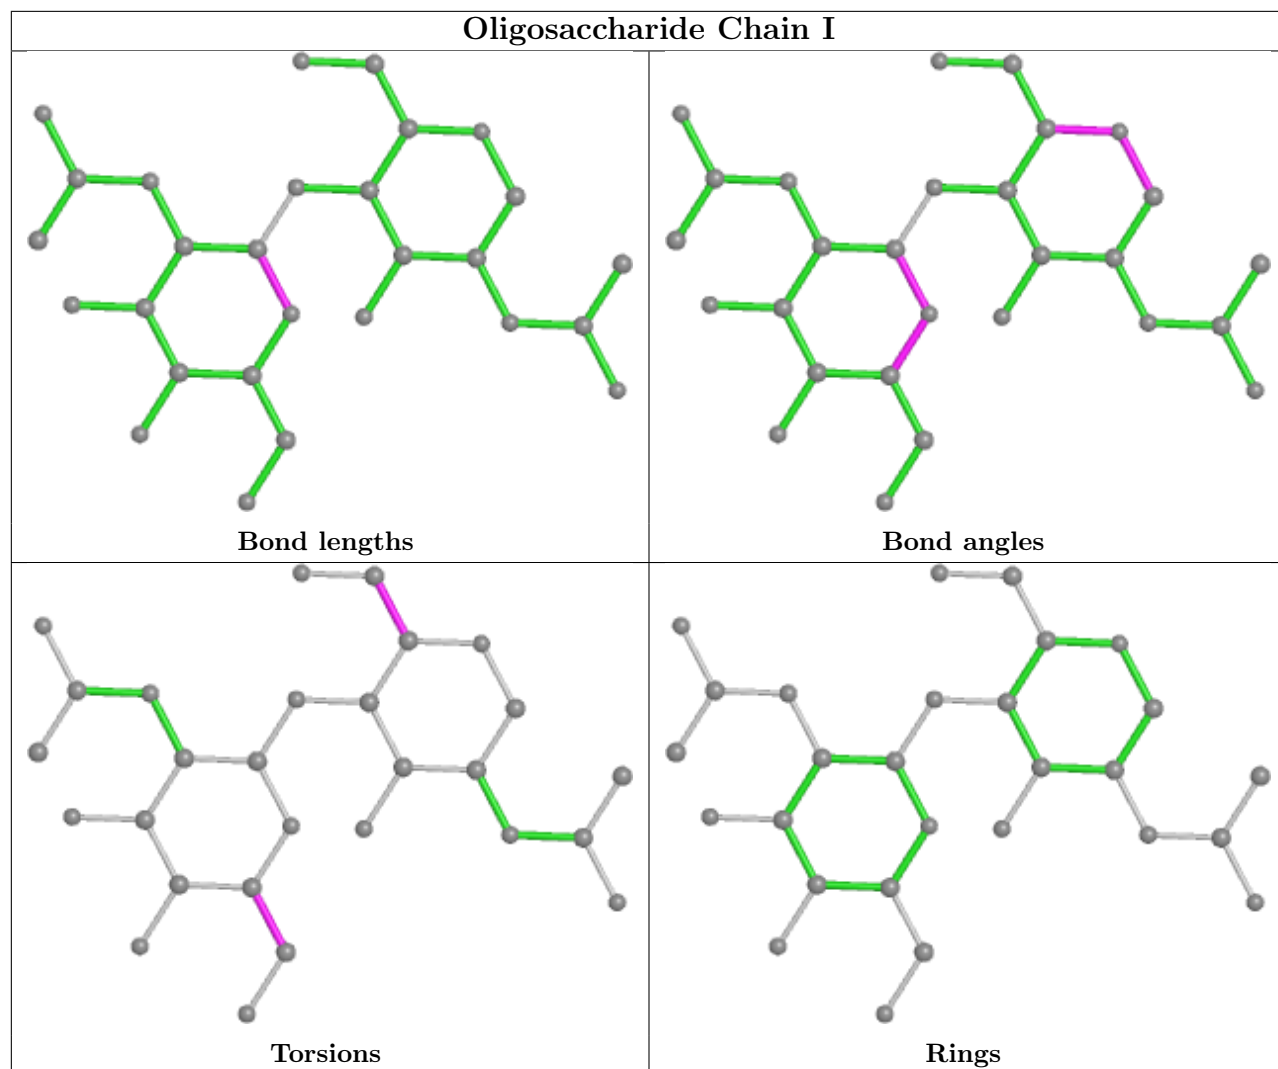 Oligosaccharide Chain I
Bond lengths
Bond angles
Torsions
Rings